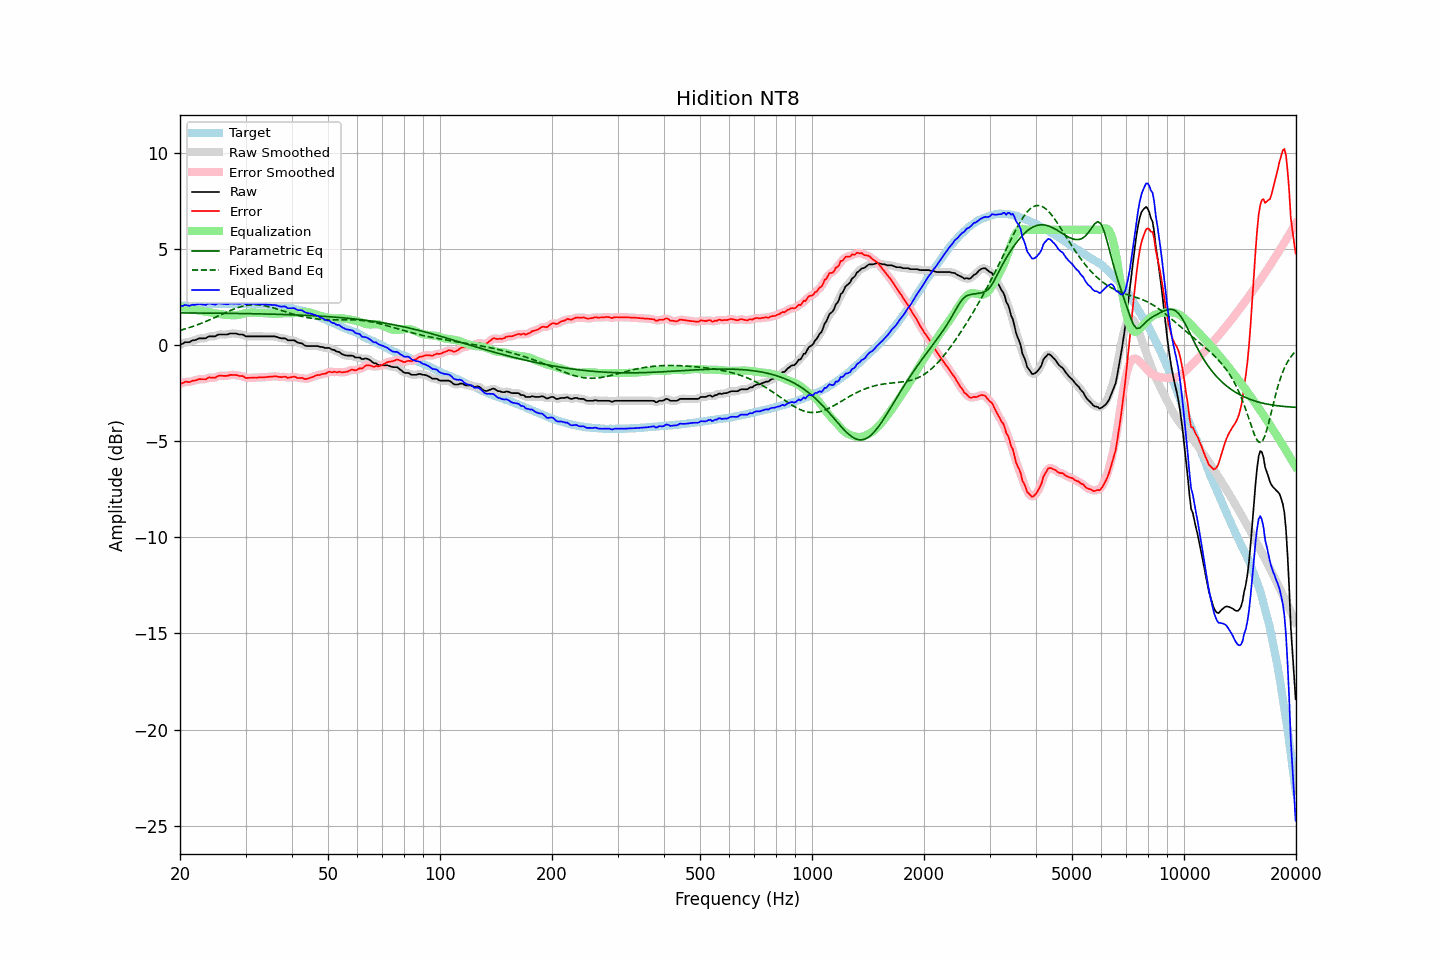 Hidition NT8
Target
Raw Smoothed
Error Smoothed
Raw
Error
Equalization
Parametric Eq
Fixed Band Eq
Equalized
10
5
0
−5
−10
−15
−20
−25
Amplitude (dBr)
20 50 100 200 500 1000 2000 5000 10000 20000
Frequency (Hz)